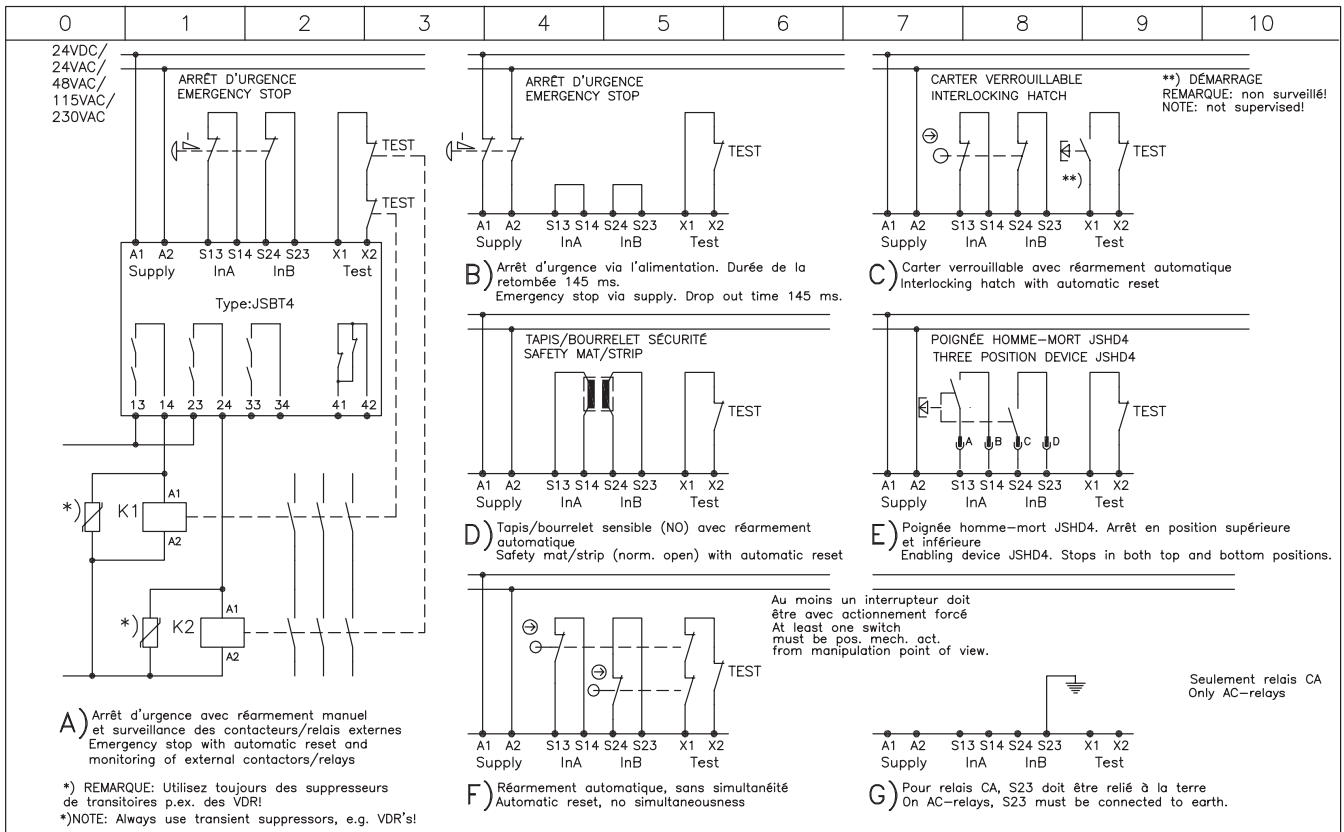 0 1 2 3 4 5 6 7 8 9 10
24VDC/
24VAC/
48VAC/
115VAC/
230VAC
ARRÊT D'URGENCE
EMERGENCY STOP
TEST
TEST
A1 A2 S13 S14 S24 S23 X1 X2
Supply InA InB Test
Type:JSBT4
13 14 23 24 33 34 41 42
*) K1 A1
A2
*) K2 A1
A2
A) Arrêt d'urgence avec réarmement manuel
et surveillance des contacteurs/relais externes
Emergency stop with automatic reset and
monitoring of external contactors/relays
*) REMARQUE: Utilisez toujours des suppresseurs
de transitoires p.ex. des VDR!
*)NOTE: Always use transient suppressors, e.g. VDR's!
ARRÊT D'URGENCE
EMERGENCY STOP
TEST
A1 A2 S13 S14 S24 S23 X1 X2
Supply InA InB Test
B) Arrêt d'urgence via l'alimentation. Durée de la
retombée 145 ms.
Emergency stop via supply. Drop out time 145 ms.
CARTER VERROUILLABLE
INTERLOCKING HATCH
**) DÉMARRAGE
REMARQUE: non surveillé!
NOTE: not supervised!
**)
TEST
A1 A2 S13 S14 S24 S23 X1 X2
Supply InA InB Test
C) Carter verrouillable avec réarmement automatique
Interlocking hatch with automatic reset
TAPIS/BOURRELET SÉCURITÉ
SAFETY MAT/STRIP
TEST
A1 A2 S13 S14 S24 S23 X1 X2
Supply InA InB Test
D) Tapis/bourrelet sensible (NO) avec réarmement
automatique
Safety mat/strip (norm. open) with automatic reset
POIGNÉE HOMME-MORT JSHD4
THREE POSITION DEVICE JSHD4
TEST
A B C D
A1 A2 S13 S14 S24 S23 X1 X2
Supply InA InB Test
E) Poignée homme-mort JSHD4. Arrêt en position supérieure
et inférieure
Enabling device JSHD4. Stops in both top and bottom positions.
Au moins un interrupteur doit
être avec actionnement forcé
At least one switch
must be pos. mech. act.
from manipulation point of view.
TEST
A1 A2 S13 S14 S24 S23 X1 X2
Supply InA InB Test
F) Réarmement automatique, sans simultanéité
Automatic reset, no simultaneousness
Seulement relais CA
Only AC-relays
A1 A2 S13 S14 S24 S23 X1 X2
Supply InA InB Test
G) Pour relais CA, S23 doit être relié à la terre
On AC-relays, S23 must be connected to earth.